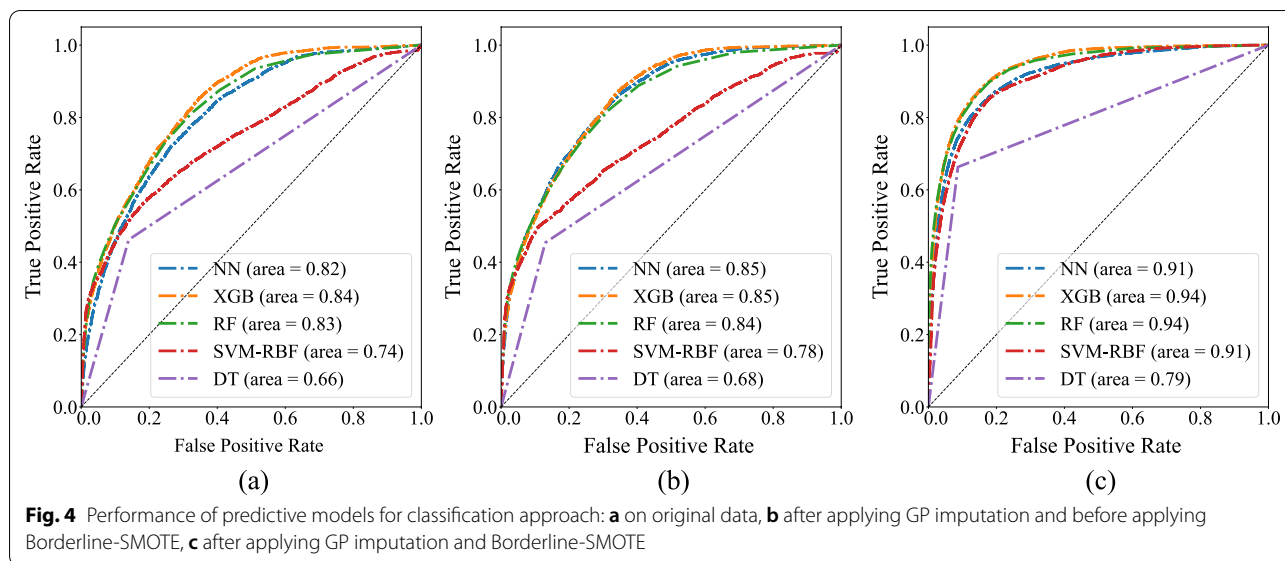 1.0
0.8
0.6
0.4
0.2
0.0
True Positive Rate
NN (area = 0.82)
XGB (area = 0.84)
RF (area = 0.83)
SVM-RBF (area = 0.74)
DT (area = 0.66)
0.0 0.2 0.4 0.6 0.8 1.0
False Positive Rate
(a)
1.0
0.8
0.6
0.4
0.2
0.0
True Positive Rate
NN (area = 0.85)
XGB (area = 0.85)
RF (area = 0.84)
SVM-RBF (area = 0.78)
DT (area = 0.68)
0.0 0.2 0.4 0.6 0.8 1.0
False Positive Rate
(b)
1.0
0.8
0.6
0.4
0.2
0.0
True Positive Rate
NN (area = 0.91)
XGB (area = 0.94)
RF (area = 0.94)
SVM-RBF (area = 0.91)
DT (area = 0.79)
0.0 0.2 0.4 0.6 0.8 1.0
False Positive Rate
(c)
Fig. 4 Performance of predictive models for classification approach: a on original data, b after applying GP imputation and before applying
Borderline-SMOTE, c after applying GP imputation and Borderline-SMOTE